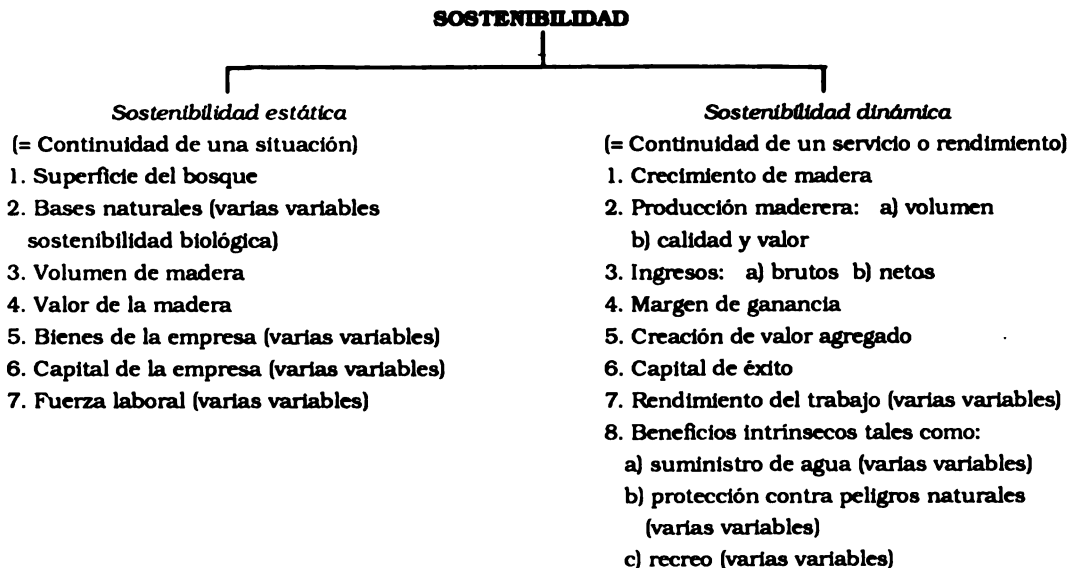 SOSTENIBILIDAD
Sostenibilidad estática
(= Continuidad de una situación)
1. Superficie del bosque
2. Bases naturales (varias variables
sostenibilidad biológica)
3. Volumen de madera
4. Valor de la madera
5. Bienes de la empresa (varias variables)
6. Capital de la empresa (varias variables)
7. Fuerza laboral (varias variables)
Sostenibilidad dinámica
(= Continuidad de un servicio o rendimiento)
1. Crecimiento de madera
2. Producción maderera: a) volumen
b) calidad y valor
3. Ingresos: a) brutos b) netos
4. Margen de ganancia
5. Creación de valor agregado
6. Capital de éxito
7. Rendimiento del trabajo (varias variables)
8. Beneficios intrínsecos tales como:
a) suministro de agua (varias variables)
b) protección contra peligros naturales
(varias variables)
c) recreo (varias variables)